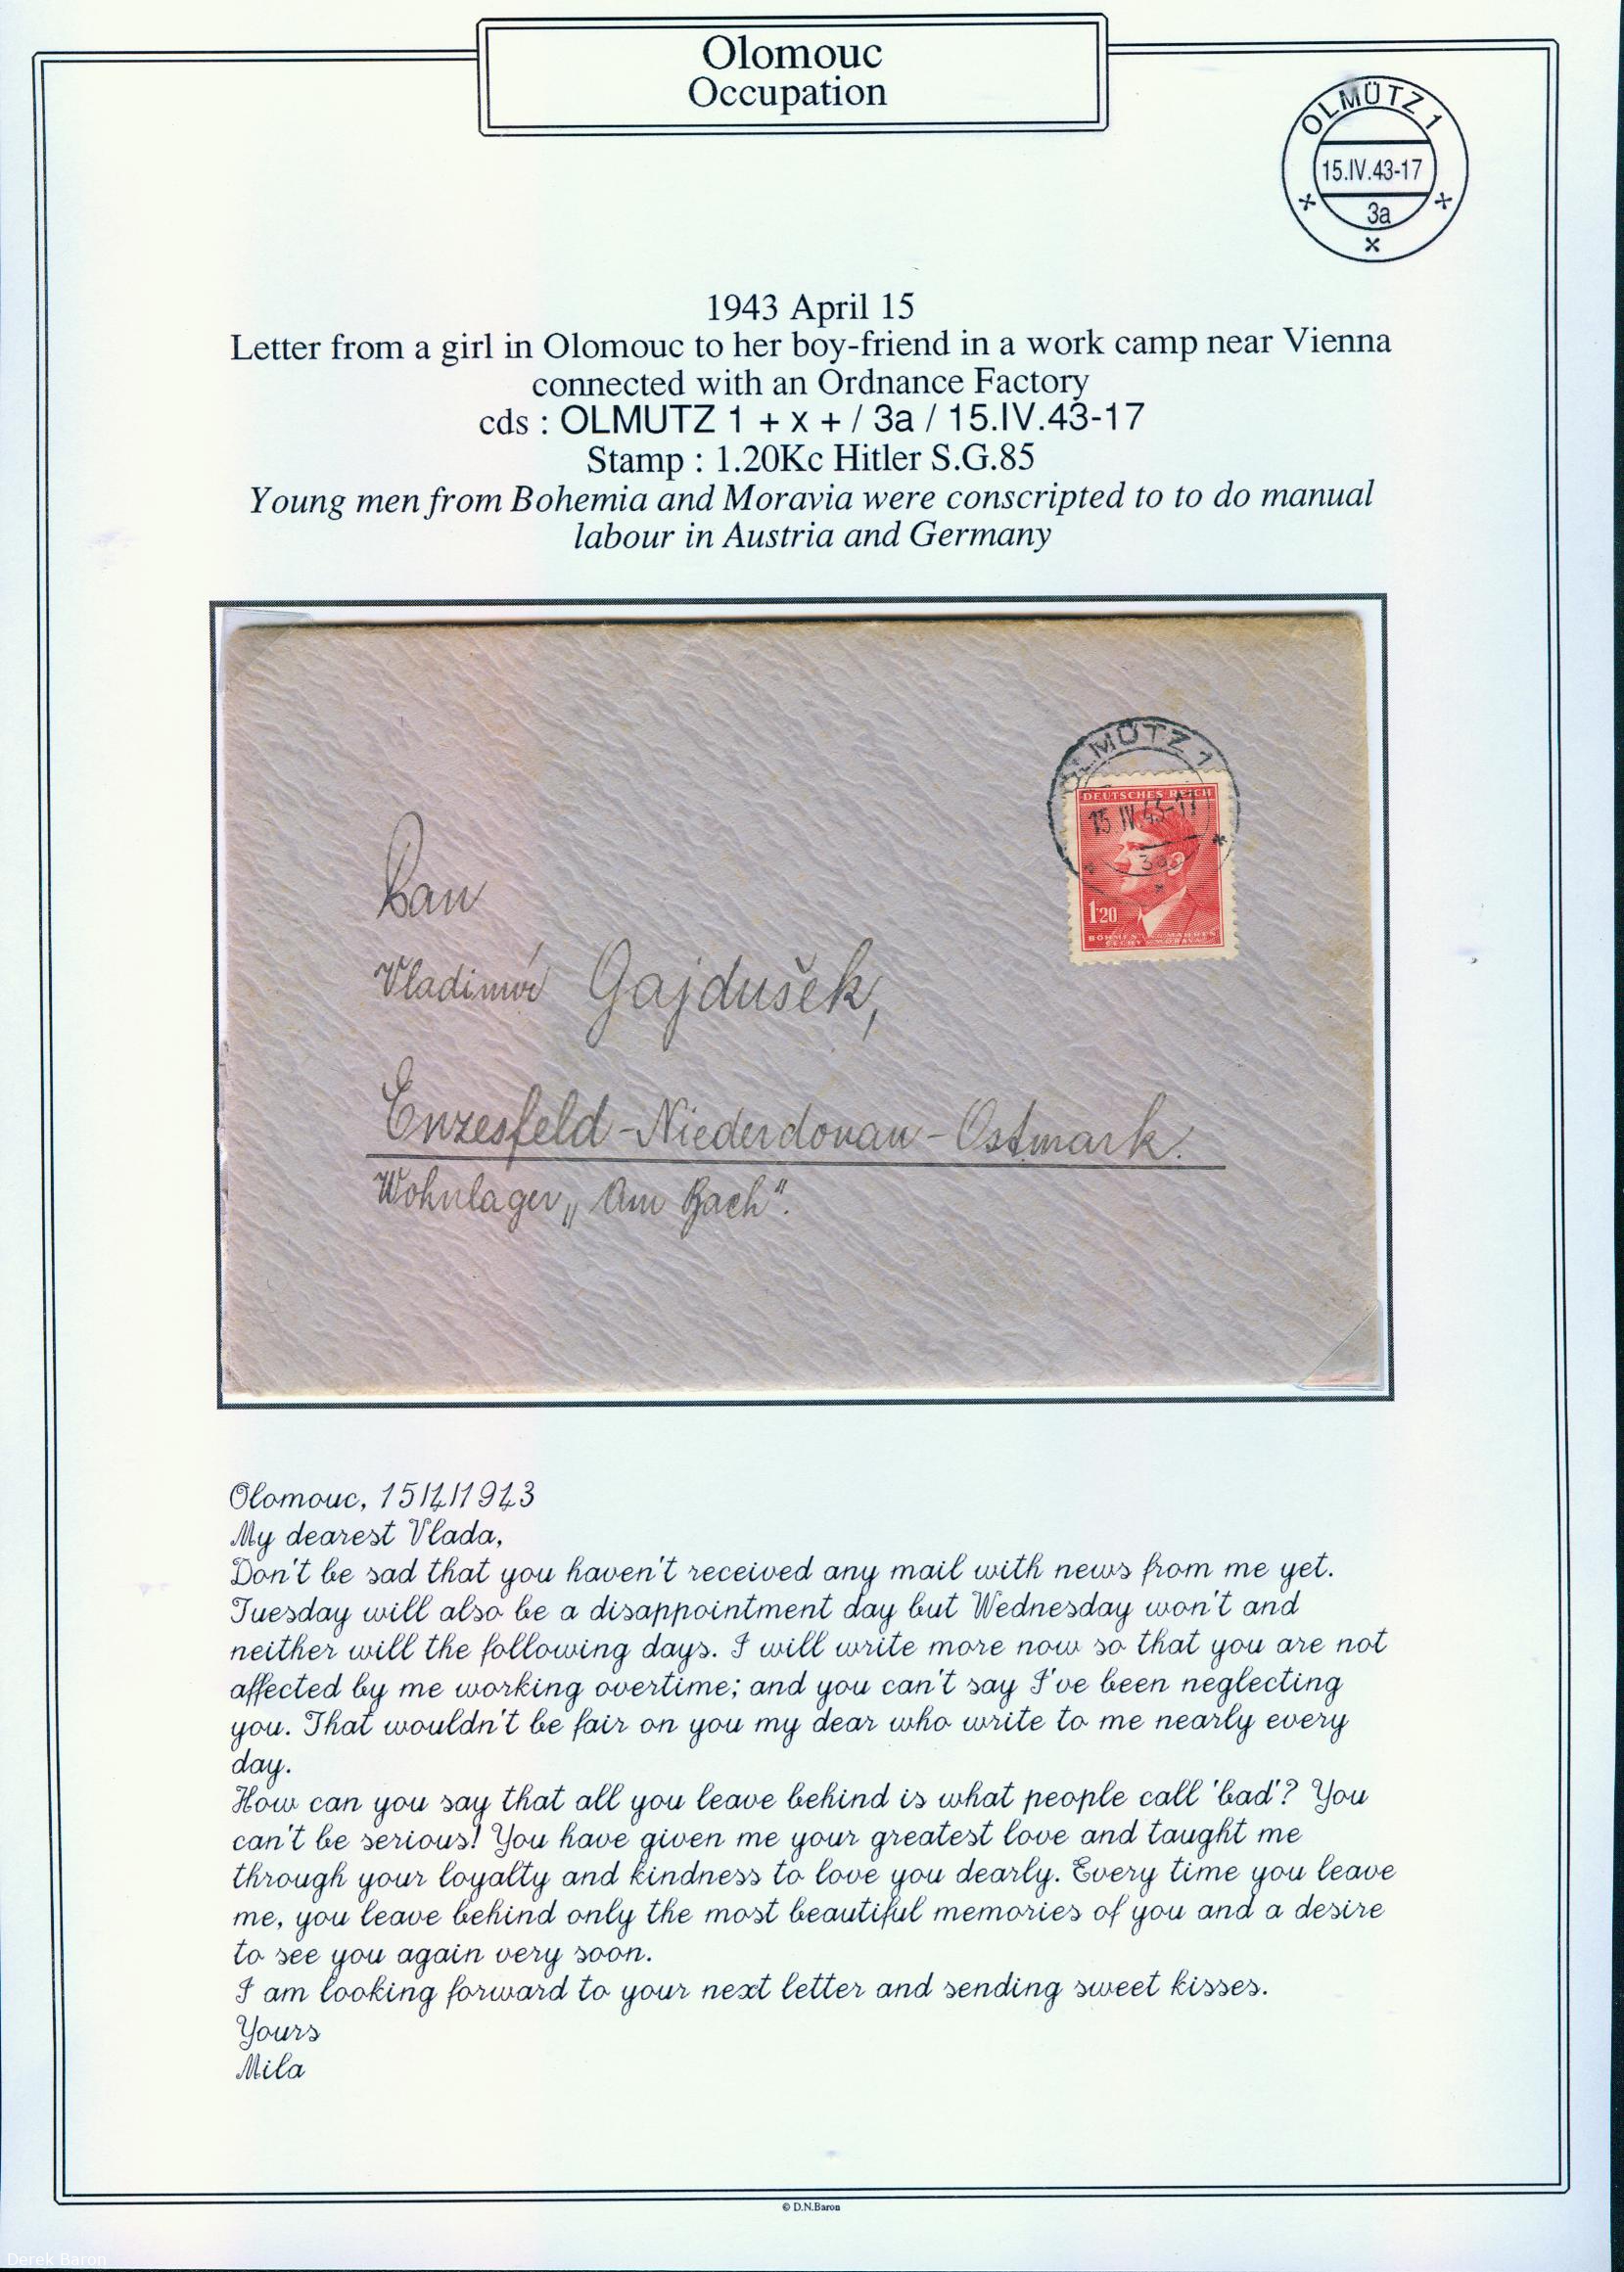 Olomouc
Occupation
OLMÜTZ 1
15.IV.43-17
3a
x x x
1943 April 15
Letter from a girl in Olomouc to her boy-friend in a work camp near Vienna
connected with an Ordnance Factory
cds : OLMUTZ 1 + x + / 3a / 15.IV.43-17
Stamp : 1.20Kc Hitler S.G.85
Young men from Bohemia and Moravia were conscripted to to do manual
labour in Austria and Germany
OLMÜTZ 1
15 IV.43-17
3a
DEUTSCHES REICH
1.20
BÖHMEN MÄHREN
ČECHY MORAVA
Pan
Vladimír Gajdušek,
Enzesfeld - Niederdonau - Ostmark.
Wohnlager „Am Bach".
Olomouc, 15/4/1943
My dearest Vlada,
Don't be sad that you haven't received any mail with news from me yet.
Tuesday will also be a disappointment day but Wednesday won't and
neither will the following days. I will write more now so that you are not
affected by me working overtime; and you can't say I've been neglecting
you. That wouldn't be fair on you my dear who write to me nearly every
day.
How can you say that all you leave behind is what people call 'bad'? You
can't be serious! You have given me your greatest love and taught me
through your loyalty and kindness to love you dearly. Every time you leave
me, you leave behind only the most beautiful memories of you and a desire
to see you again very soon.
I am looking forward to your next letter and sending sweet kisses.
Yours
Mila
© D.N.Baron
Derek Baron